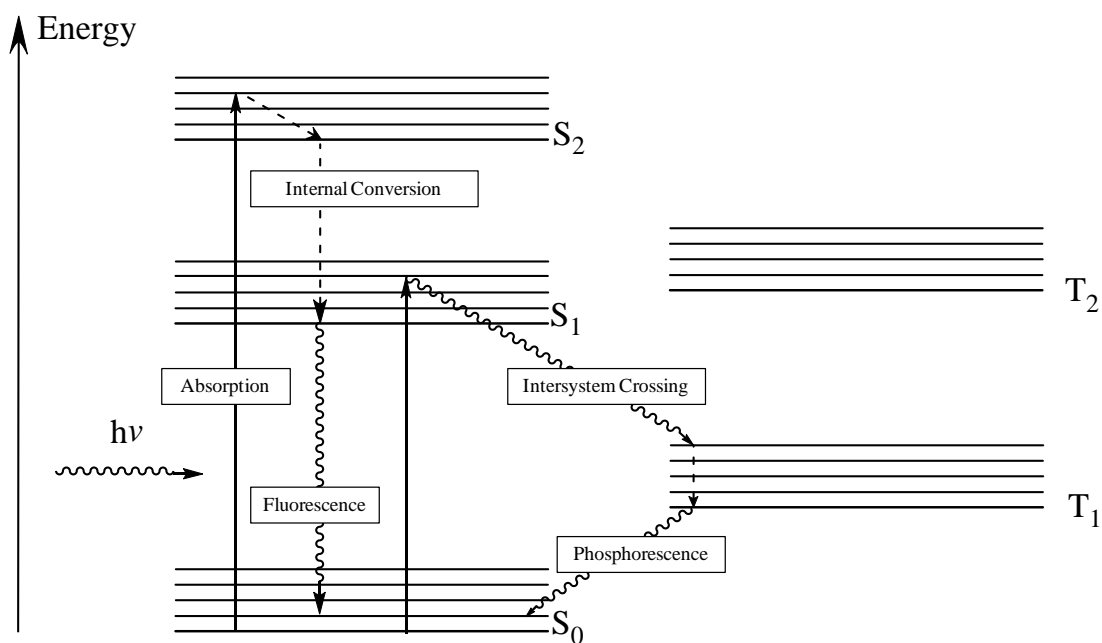 Energy
S2
Internal Conversion
T2
S1
Absorption
Intersystem Crossing
hν
Fluorescence
T1
Phosphorescence
S0